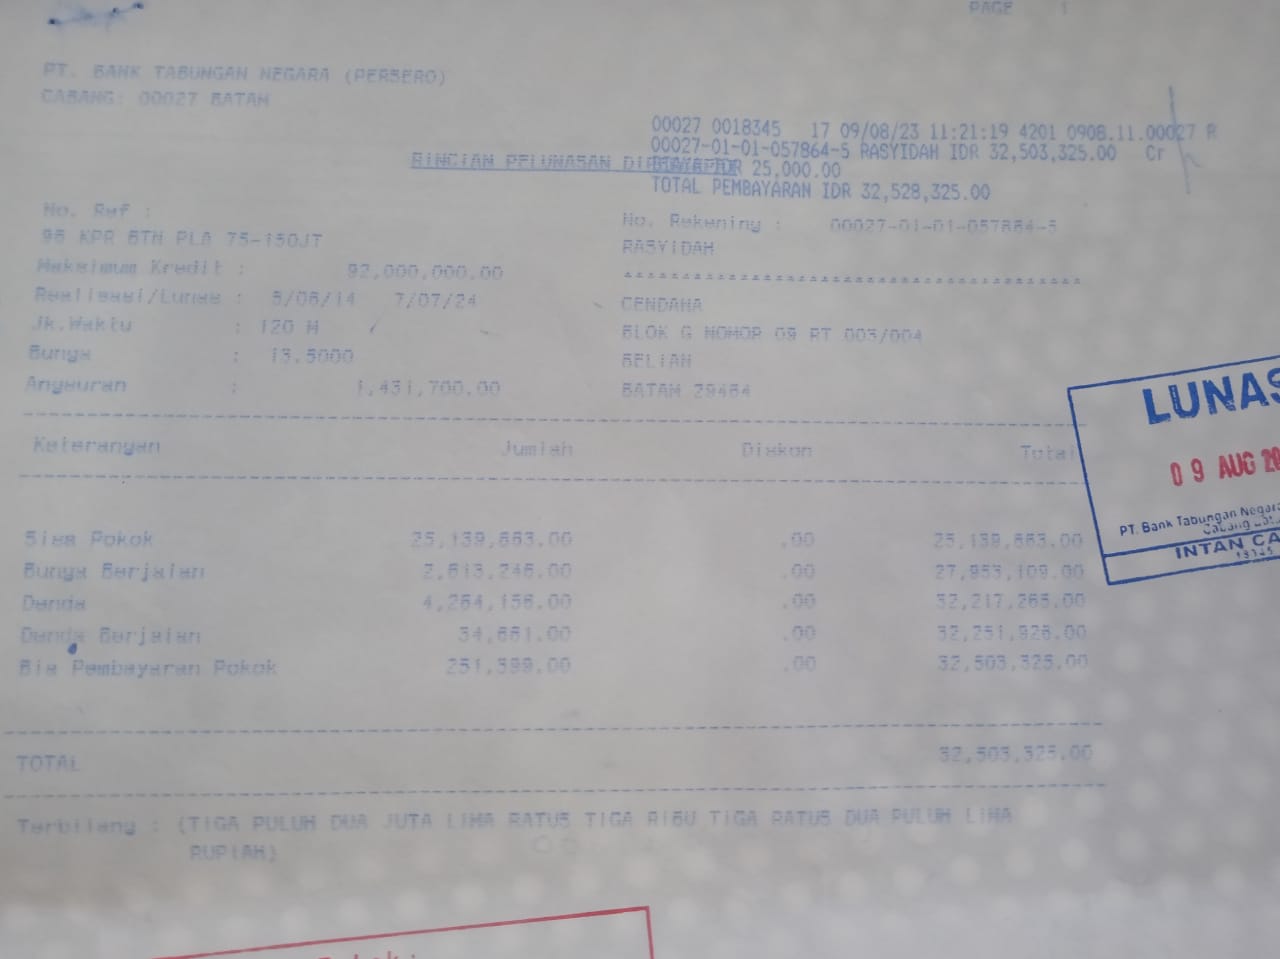 PAGE 1
PT. BANK TABUNGAN NEGARA (PERSERO)
CABANG: 00027 BATAM
00027 0018345 17 09/08/23 11:21:19 4201 0908.11.00027 R
00027-01-01-057864-5 RASYIDAH IDR 32,503,325.00 Cr
RINCIAN PELUNASAN DIPERCEPAT
IDR 25,000.00
TOTAL PEMBAYARAN IDR 32,528,325.00
No. Ref :
No. Rekening : 00027-01-01-057864-5
96 KPR BTN PLA 75-150JT
RASYIDAH
Maksimum Kredit : 92,000,000.00
Realisasi/Lunas : 5/06/14 7/07/24
CENDANA
Jk.Waktu : 120 M
BLOK G NOMOR 09 RT 003/004
Bunga : 13.5000
BELIAN
Angsuran : 1,431,700.00
BATAM 29464
LUNAS
09 AUG 20
PT. Bank Tabungan Negara
Cabang
INTAN CA
Keterangan Jumlah Diskon Total
Sisa Pokok 25,139,863.00 .00 25,139,863.00
Bunga Berjalan 2,813,246.00 .00 27,953,109.00
Denda 4,264,156.00 .00 32,217,265.00
Denda Berjalan 34,661.00 .00 32,251,926.00
Bia Pembayaran Pokok 251,399.00 .00 32,503,325.00
TOTAL 32,503,325.00
Terbilang : (TIGA PULUH DUA JUTA LIMA RATUS TIGA RIBU TIGA RATUS DUA PULUH LIMA
RUPIAH)